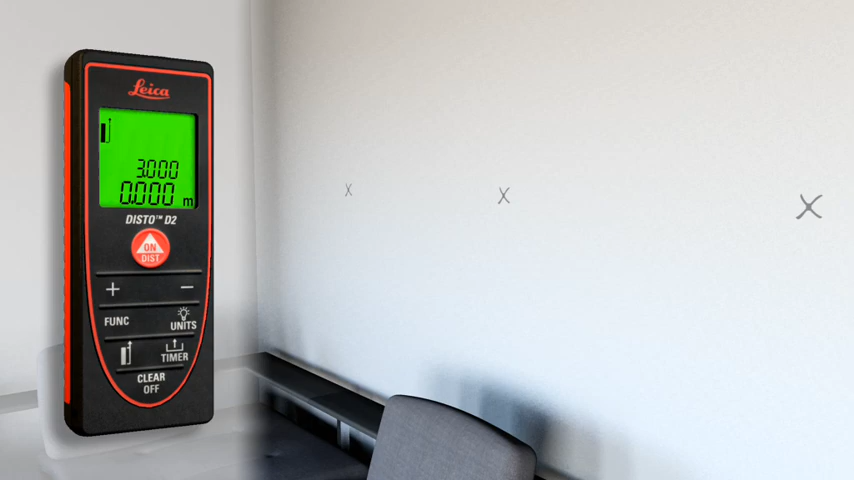 Leica
3.000
0.000 m
DISTO™ D2
ON
DIST
+ −
FUNC
UNITS
TIMER
CLEAR
OFF
X X X